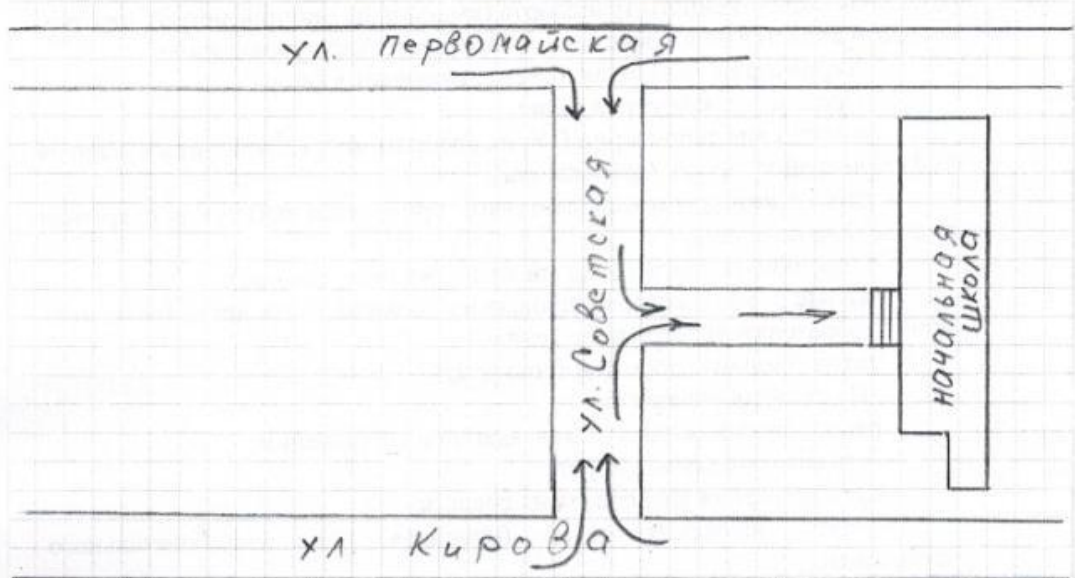 ул. Первомайская
ул. Советская
начальная
школа
ул. Кирова